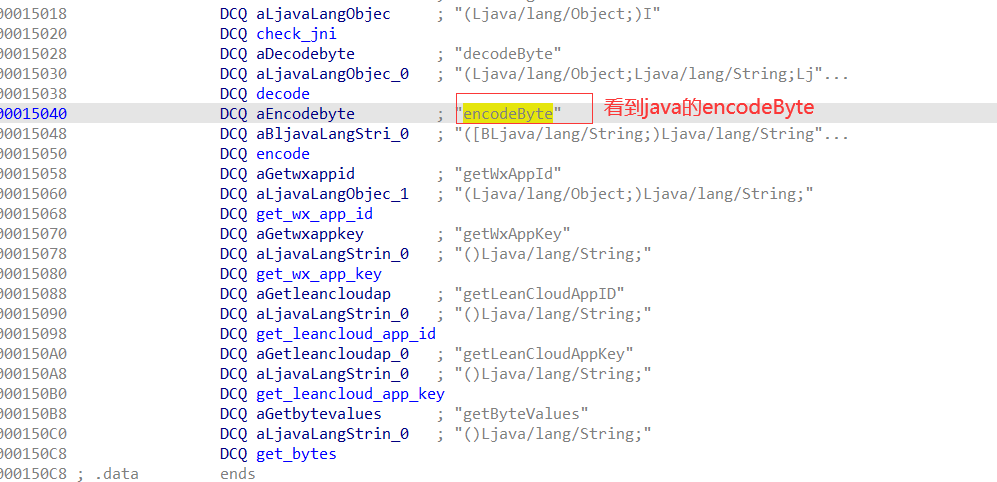 00015018 DCQ aLjavaLangObjec ; "(Ljava/lang/Object;)I"
00015020 DCQ check_jni
00015028 DCQ aDecodebyte ; "decodeByte"
00015030 DCQ aLjavaLangObjec_0 ; "(Ljava/lang/Object;Ljava/lang/String;Lj"...
00015038 DCQ decode
00015040 DCQ aEncodebyte ; "encodeByte" 看到java的encodeByte
00015048 DCQ aBljavaLangStri_0 ; "([BLjava/lang/String;)Ljava/lang/String"...
00015050 DCQ encode
00015058 DCQ aGetwxappid ; "getWxAppId"
00015060 DCQ aLjavaLangObjec_1 ; "(Ljava/lang/Object;)Ljava/lang/String;"
00015068 DCQ get_wx_app_id
00015070 DCQ aGetwxappkey ; "getWxAppKey"
00015078 DCQ aLjavaLangStrin_0 ; "()Ljava/lang/String;"
00015080 DCQ get_wx_app_key
00015088 DCQ aGetleancloudap ; "getLeanCloudAppID"
00015090 DCQ aLjavaLangStrin_0 ; "()Ljava/lang/String;"
00015098 DCQ get_leancloud_app_id
000150A0 DCQ aGetleancloudap_0 ; "getLeanCloudAppKey"
000150A8 DCQ aLjavaLangStrin_0 ; "()Ljava/lang/String;"
000150B0 DCQ get_leancloud_app_key
000150B8 DCQ aGetbytevalues ; "getByteValues"
000150C0 DCQ aLjavaLangStrin_0 ; "()Ljava/lang/String;"
000150C8 DCQ get_bytes
000150C8 ; .data ends